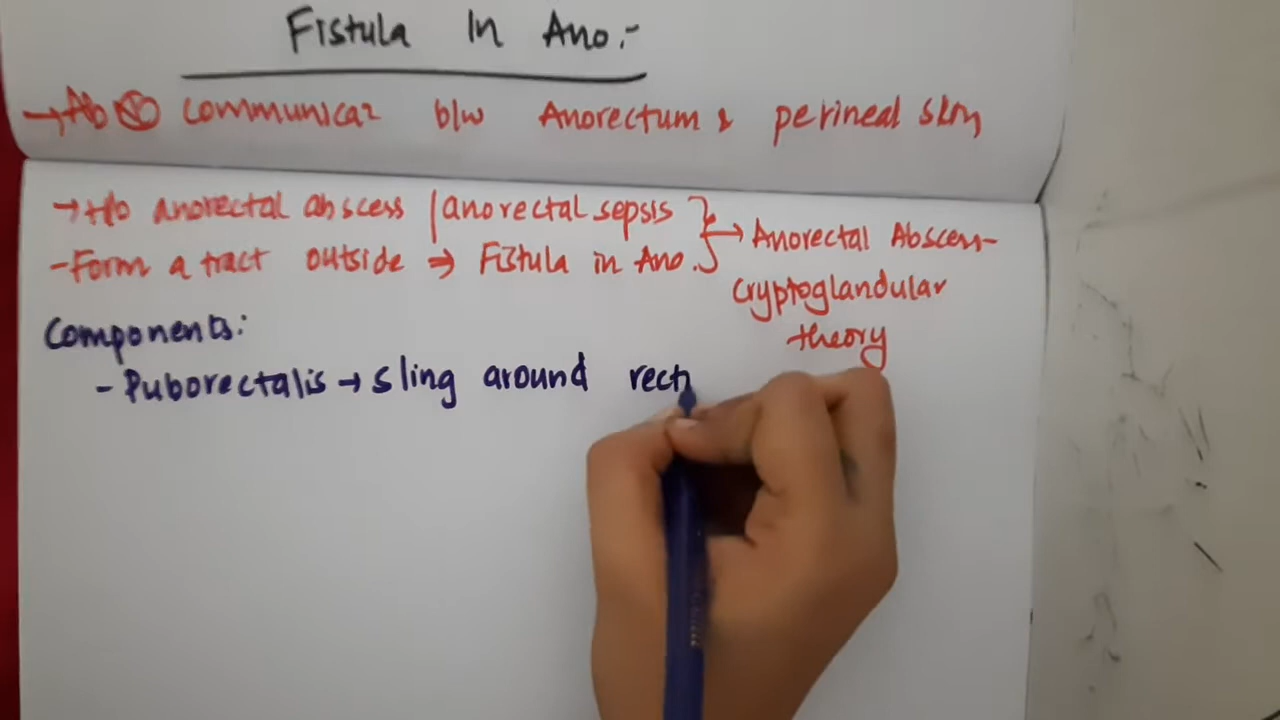 Fistula In Ano:-
→ Ab communicaⁿ b/w Anorectum & perineal skin
→ H/o anorectal abscess / anorectal sepsis
- Form a tract outside ⇒ Fistula in Ano.
→ Anorectal Abscess-
cryptoglandular
theory
Components:
- Puborectalis → sling around rect